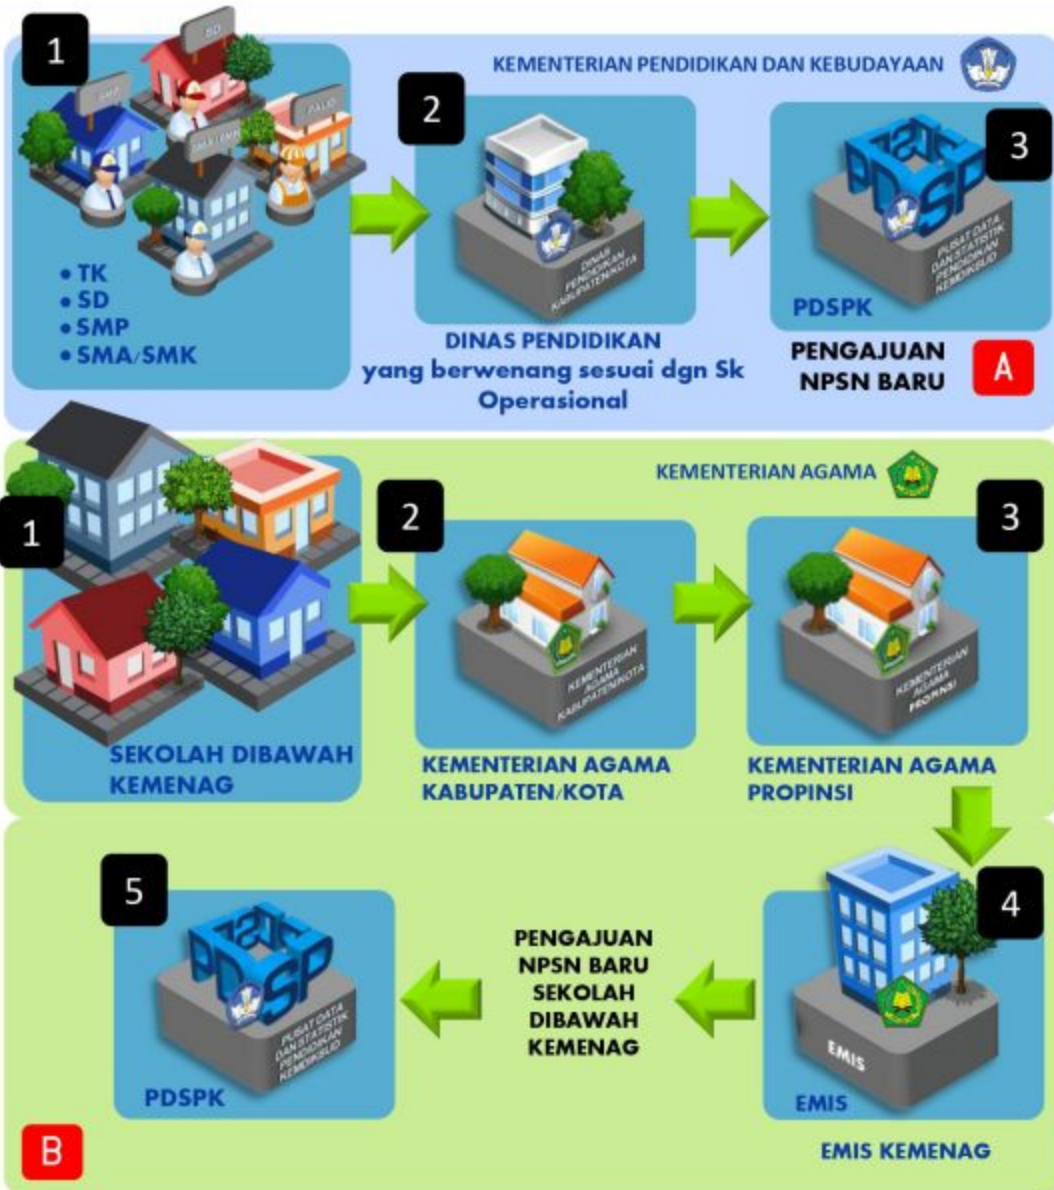 1
SD
SMP
PAUD
SMA/SMK
• TK
• SD
• SMP
• SMA/SMK
KEMENTERIAN PENDIDIKAN DAN KEBUDAYAAN
2
DINAS
PENDIDIKAN
KABUPATEN/KOTA
DINAS PENDIDIKAN
yang berwenang sesuai dgn Sk
Operasional
3
PDSP
PUSAT DATA
DAN STATISTIK
PENDIDIKAN
KEMDIKBUD
PDSPK
PENGAJUAN
NPSN BARU
A
KEMENTERIAN AGAMA
1
SEKOLAH DIBAWAH
KEMENAG
2
KEMENTERIAN
AGAMA
KABUPATEN/KOTA
KEMENTERIAN AGAMA
KABUPATEN/KOTA
3
KEMENTERIAN
AGAMA
PROPINSI
KEMENTERIAN AGAMA
PROPINSI
4
EMIS
EMIS
EMIS KEMENAG
PENGAJUAN
NPSN BARU
SEKOLAH
DIBAWAH
KEMENAG
5
PDSP
PUSAT DATA
DAN STATISTIK
PENDIDIKAN
KEMDIKBUD
PDSPK
B